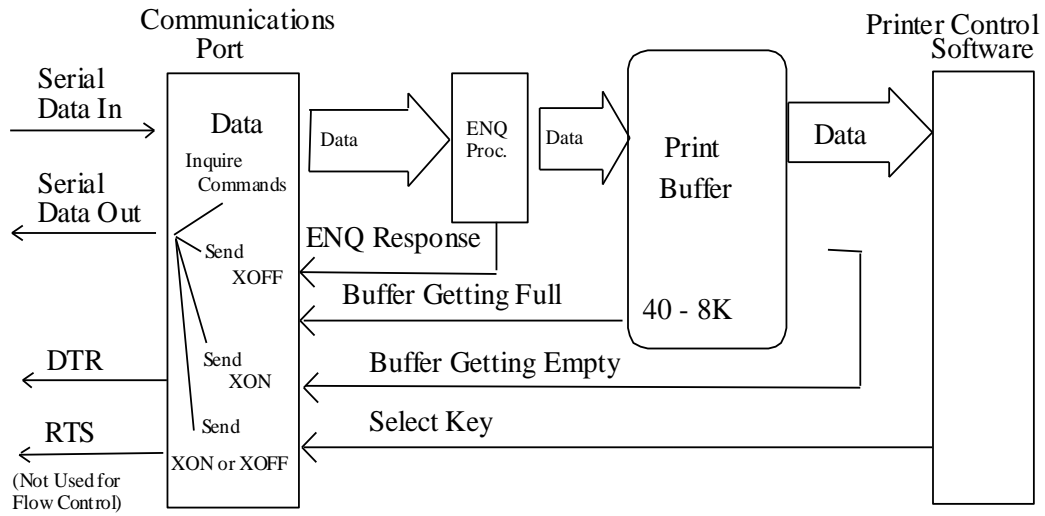 Communications
Port
Printer Control
Software
Serial
Data In
Data
Data
ENQ
Proc.
Data
Print
Buffer
Data
Inquire
Commands
Serial
Data Out
Send
XOFF
ENQ Response
Buffer Getting Full
40 - 8K
DTR
Send
XON
Buffer Getting Empty
RTS
Send
XON or XOFF
Select Key
(Not Used for
Flow Control)